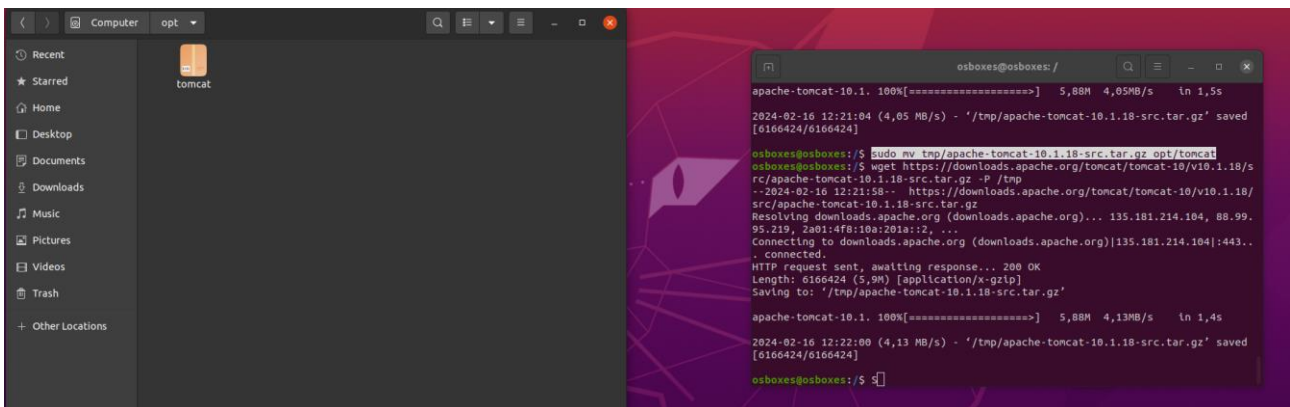 Computer opt
Recent
Starred
Home
Desktop
Documents
Downloads
Music
Pictures
Videos
Trash
+ Other Locations
tomcat
osboxes@osboxes: /
apache-tomcat-10.1. 100%[===================>]   5,88M  4,05MB/s    in 1,5s
2024-02-16 12:21:04 (4,05 MB/s) - ‘/tmp/apache-tomcat-10.1.18-src.tar.gz’ saved
[6166424/6166424]
osboxes@osboxes:/$ sudo mv tmp/apache-tomcat-10.1.18-src.tar.gz opt/tomcat
osboxes@osboxes:/$ wget https://downloads.apache.org/tomcat/tomcat-10/v10.1.18/s
rc/apache-tomcat-10.1.18-src.tar.gz -P /tmp
--2024-02-16 12:21:58--  https://downloads.apache.org/tomcat/tomcat-10/v10.1.18/
src/apache-tomcat-10.1.18-src.tar.gz
Resolving downloads.apache.org (downloads.apache.org)... 135.181.214.104, 88.99.
95.219, 2a01:4f8:10a:201a::2, ...
Connecting to downloads.apache.org (downloads.apache.org)|135.181.214.104|:443..
. connected.
HTTP request sent, awaiting response... 200 OK
Length: 6166424 (5,9M) [application/x-gzip]
Saving to: ‘/tmp/apache-tomcat-10.1.18-src.tar.gz’
apache-tomcat-10.1. 100%[===================>]   5,88M  4,13MB/s    in 1,4s
2024-02-16 12:22:00 (4,13 MB/s) - ‘/tmp/apache-tomcat-10.1.18-src.tar.gz’ saved
[6166424/6166424]
osboxes@osboxes:/$ S